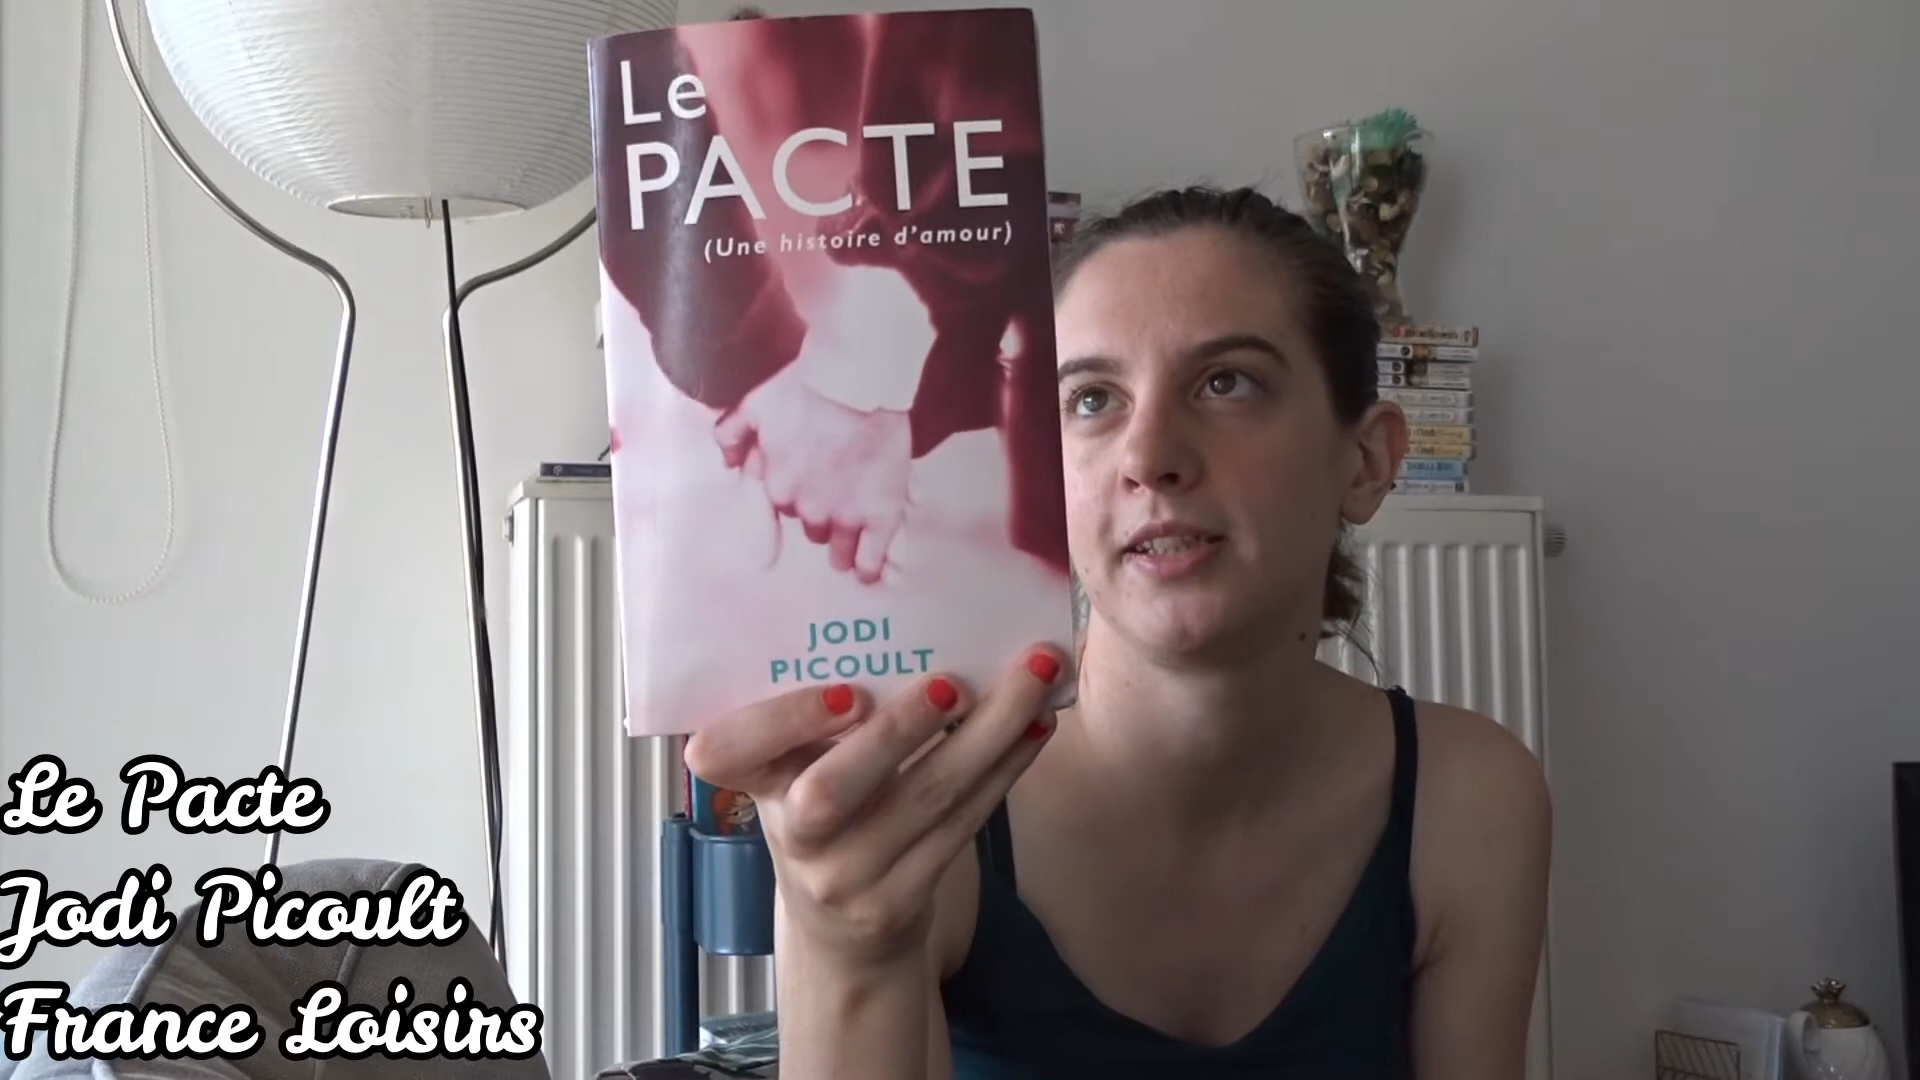 Le
PACTE
(Une histoire d'amour)
JODI
PICOULT
Le Pacte
Jodi Picoult
France Loisirs